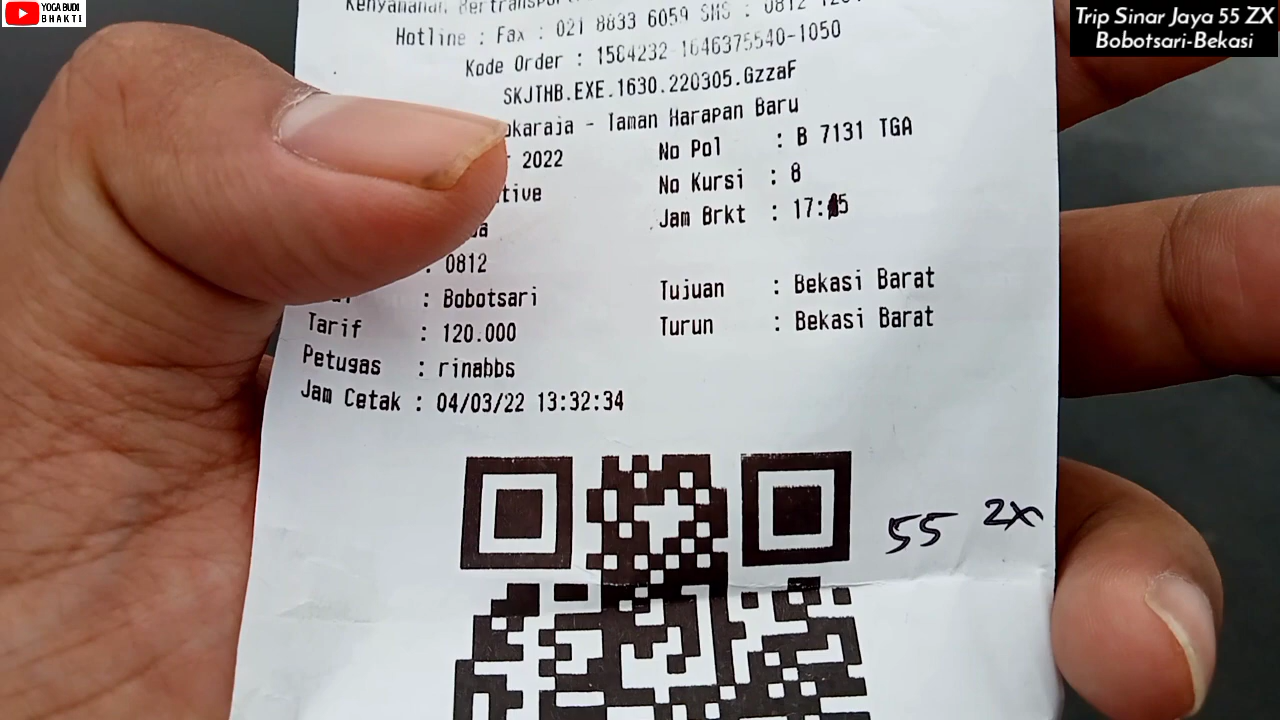 YOGA BUDI
BHAKTI
Trip Sinar Jaya 55 ZX
Bobotsari-Bekasi
Hotline : Fax : 021 8833 6059 SMS : 0812
Kode Order : 1584232-1646375540-1050
SKJTHB.EXE.1630.220305.GzzaF
- Taman Harapan Baru
2022
No Pol : B 7131 TGA
No Kursi : 8
Jam Brkt : 17: 5
: 0812
: Bobotsari
Tujuan : Bekasi Barat
Tarif : 120.000
Turun : Bekasi Barat
Petugas : rinabbs
Jam Cetak : 04/03/22 13:32:34
55 ZX